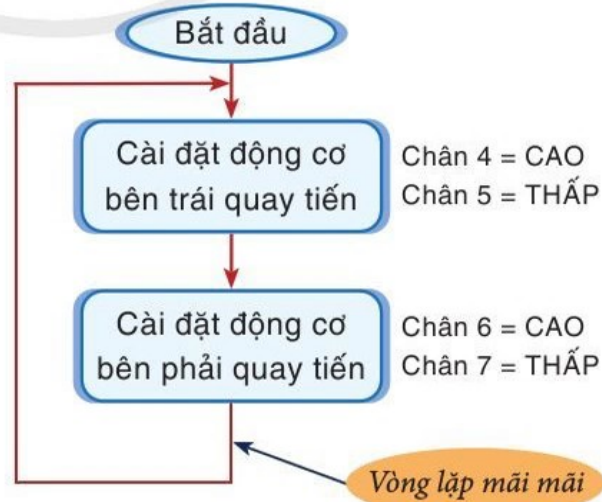 Bắt đầu
Cài đặt động cơ
bên trái quay tiến
Chân 4 = CAO
Chân 5 = THẤP
Cài đặt động cơ
bên phải quay tiến
Chân 6 = CAO
Chân 7 = THẤP
Vòng lặp mãi mãi